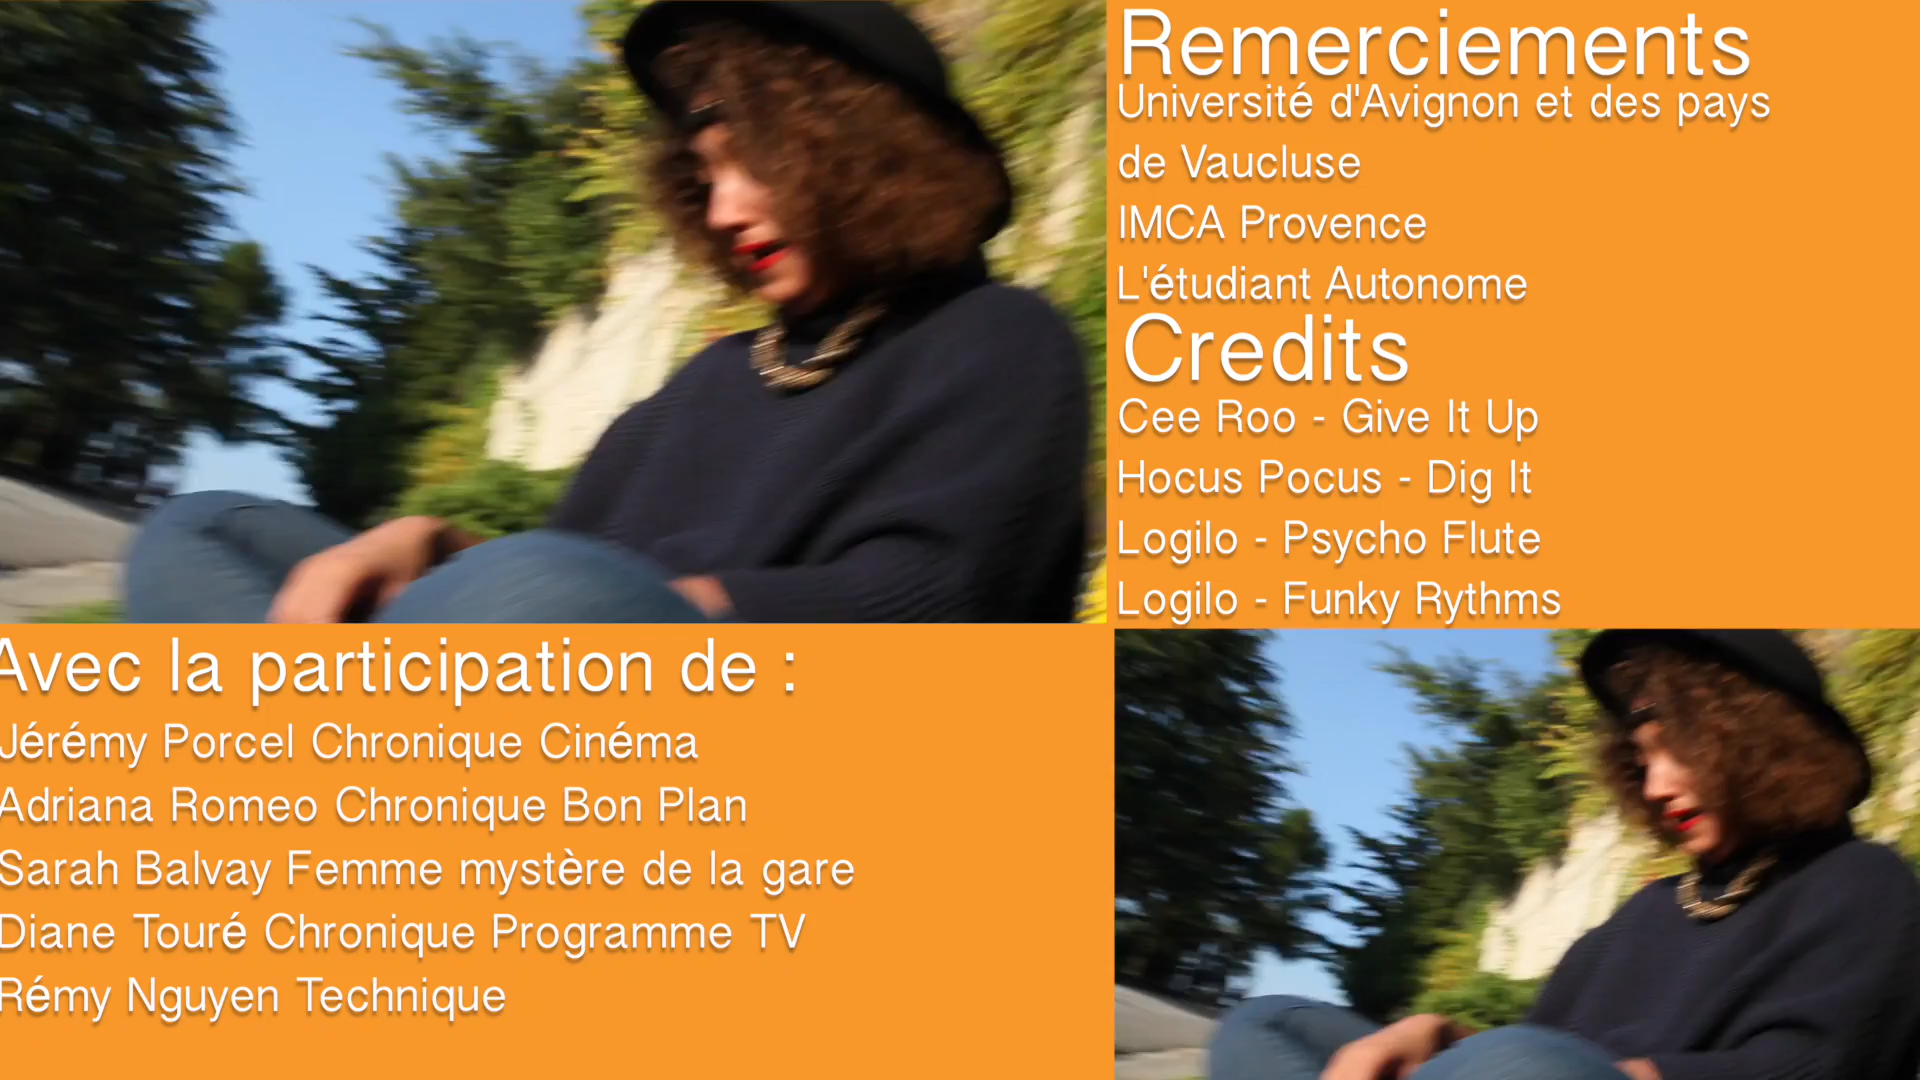 Remerciements
Université d'Avignon et des pays
de Vaucluse
IMCA Provence
L'étudiant Autonome
Credits
Cee Roo - Give It Up
Hocus Pocus - Dig It
Logilo - Psycho Flute
Logilo - Funky Rythms
Avec la participation de :
Jérémy Porcel Chronique Cinéma
Adriana Romeo Chronique Bon Plan
Sarah Balvay Femme mystère de la gare
Diane Touré Chronique Programme TV
Rémy Nguyen Technique